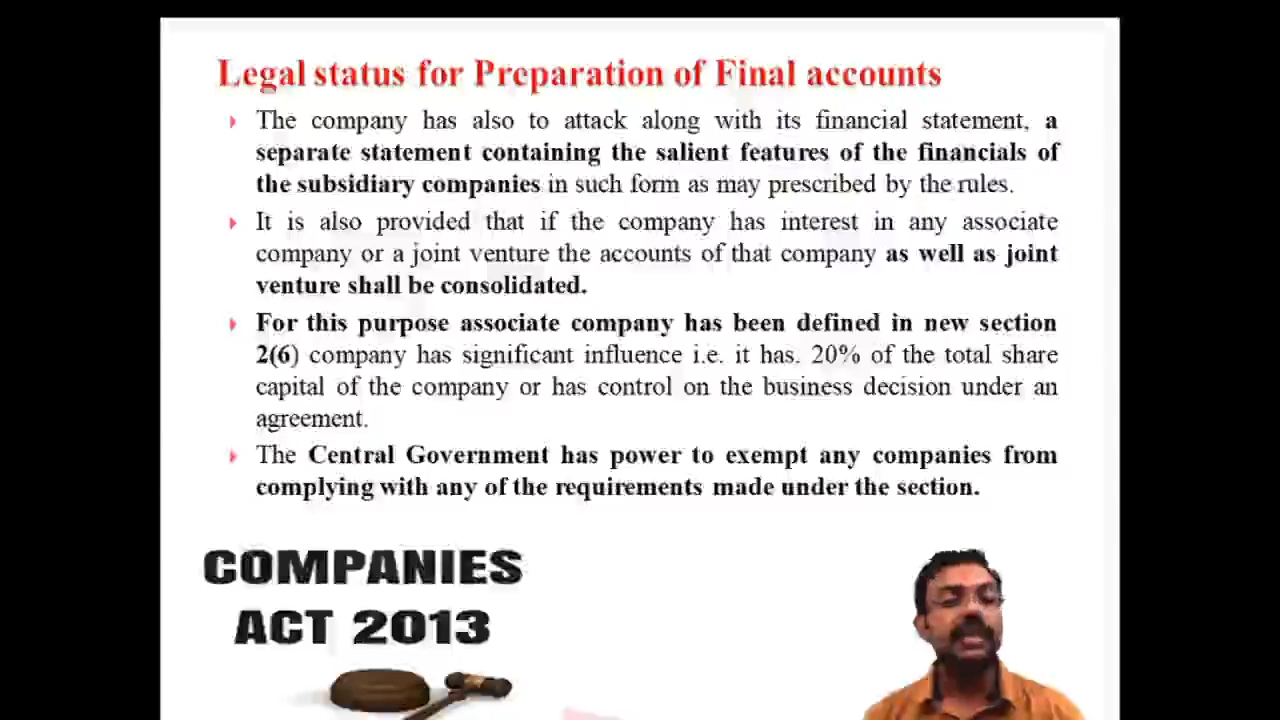 Legal status for Preparation of Final accounts
The company has also to attack along with its financial statement, a
separate statement containing the salient features of the financials of
the subsidiary companies in such form as may prescribed by the rules.
It is also provided that if the company has interest in any associate
company or a joint venture the accounts of that company as well as joint
venture shall be consolidated.
For this purpose associate company has been defined in new section
2(6) company has significant influence i.e. it has. 20% of the total share
capital of the company or has control on the business decision under an
agreement.
The Central Government has power to exempt any companies from
complying with any of the requirements made under the section.
COMPANIES
ACT 2013